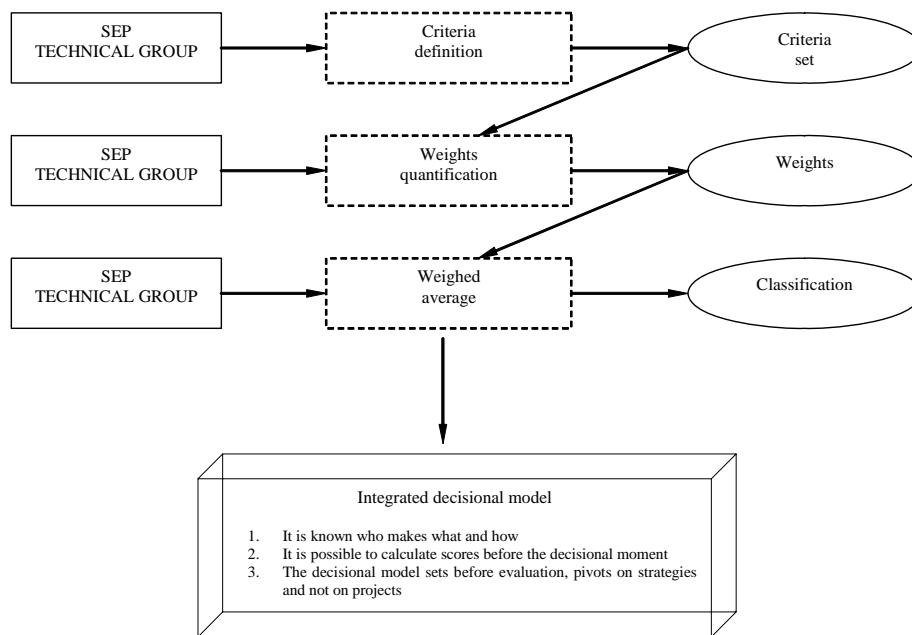 SEP
TECHNICAL GROUP
Criteria
definition
Criteria
set
SEP
TECHNICAL GROUP
Weights
quantification
Weights
SEP
TECHNICAL GROUP
Weighed
average
Classification
Integrated decisional model
1. It is known who makes what and how
2. It is possible to calculate scores before the decisional moment
3. The decisional model sets before evaluation, pivots on strategies
and not on projects